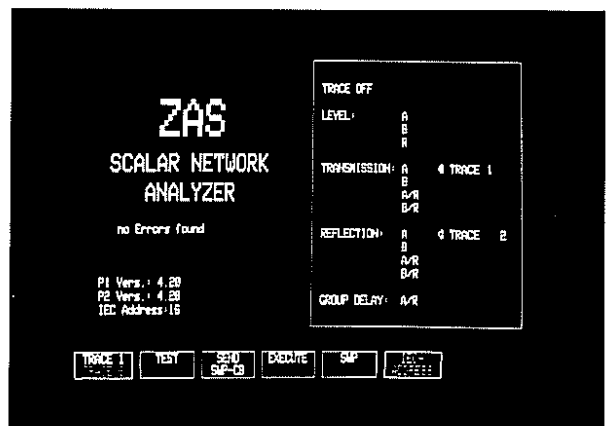 ZAS
SCALAR NETWORK
ANALYZER
no Errors found
P1 Vers.: 4.20
P2 Vers.: 4.20
IEC Address:16
TRACE OFF
LEVEL: A
B
R
TRANSMISSION: A TRACE 1
B
A/R
B/R
REFLECTION: A TRACE 2
B
A/R
B/R
GROUP DELAY: A/R
TRACE 1
TEST
SEND
SWP-CB
EXECUTE
SWP